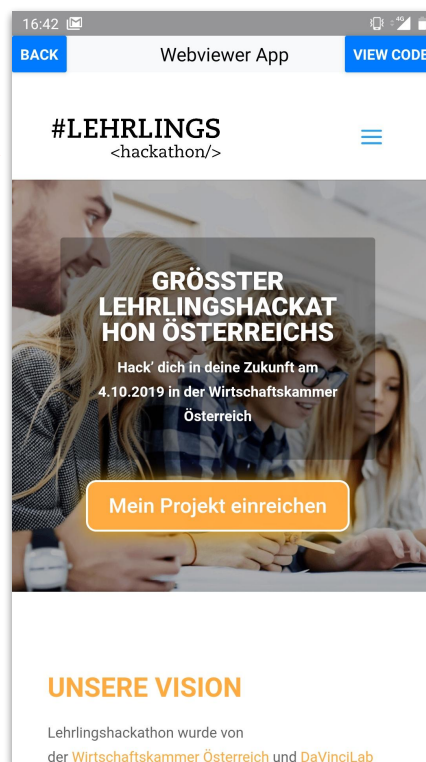 16:42
4G
BACK
Webviewer App
VIEW CODE
#LEHRLINGS
<hackathon/>
GRÖSSTER
LEHRLINGSHACKAT
HON ÖSTERREICHS
Hack’ dich in deine Zukunft am
4.10.2019 in der Wirtschaftskammer
Österreich
Mein Projekt einreichen
UNSERE VISION
Lehrlingshackathon wurde von
der Wirtschaftskammer Österreich und DaVinciLab